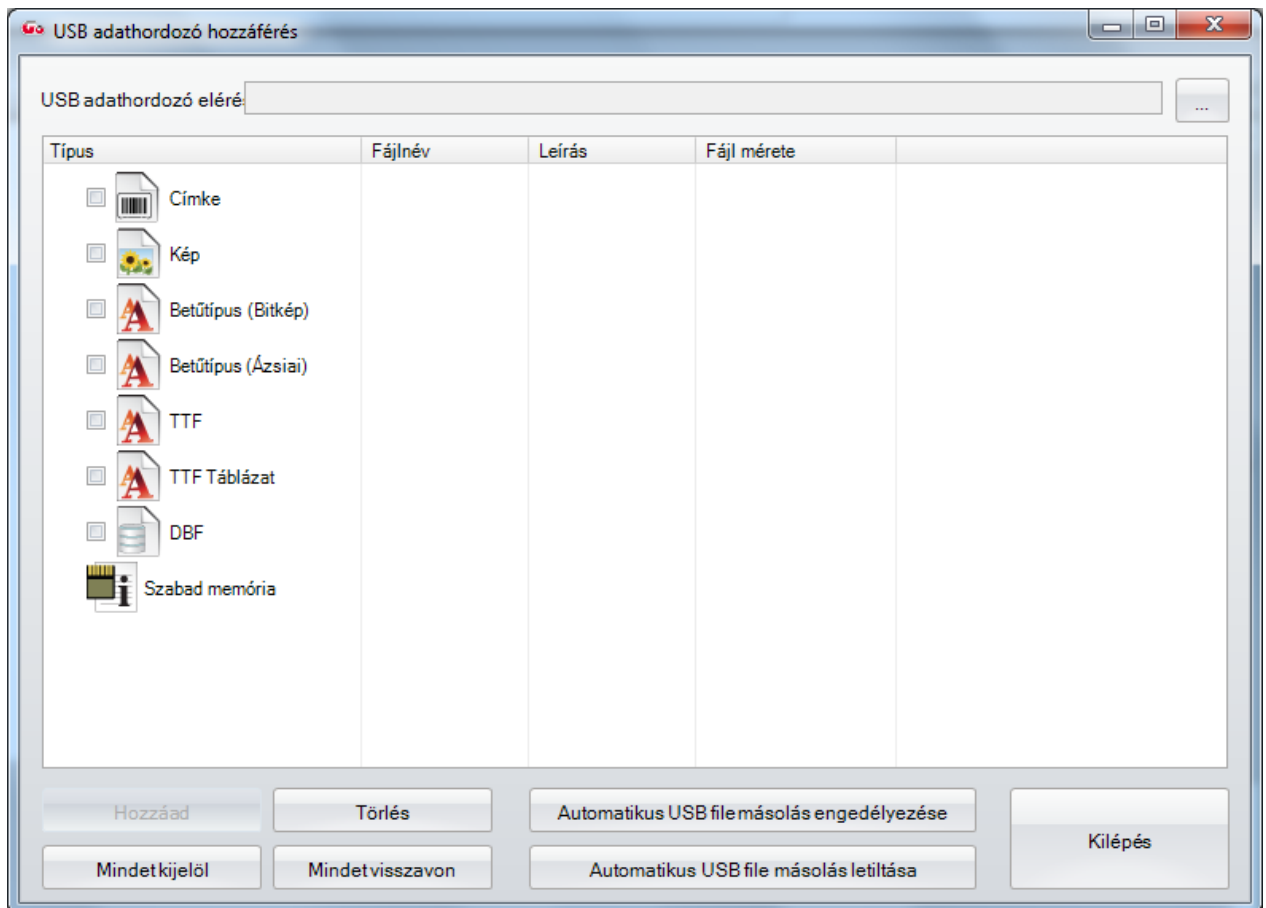 Go USB adathordozó hozzáférés
USB adathordozó eléré
...
Típus Fájlnév Leírás Fájl mérete
Címke
Kép
Betűtípus (Bitkép)
Betűtípus (Ázsiai)
TTF
TTF Táblázat
DBF
Szabad memória
Hozzáad Törlés Automatikus USB file másolás engedélyezése
Kilépés
Mindet kijelöl Mindet visszavon Automatikus USB file másolás letiltása